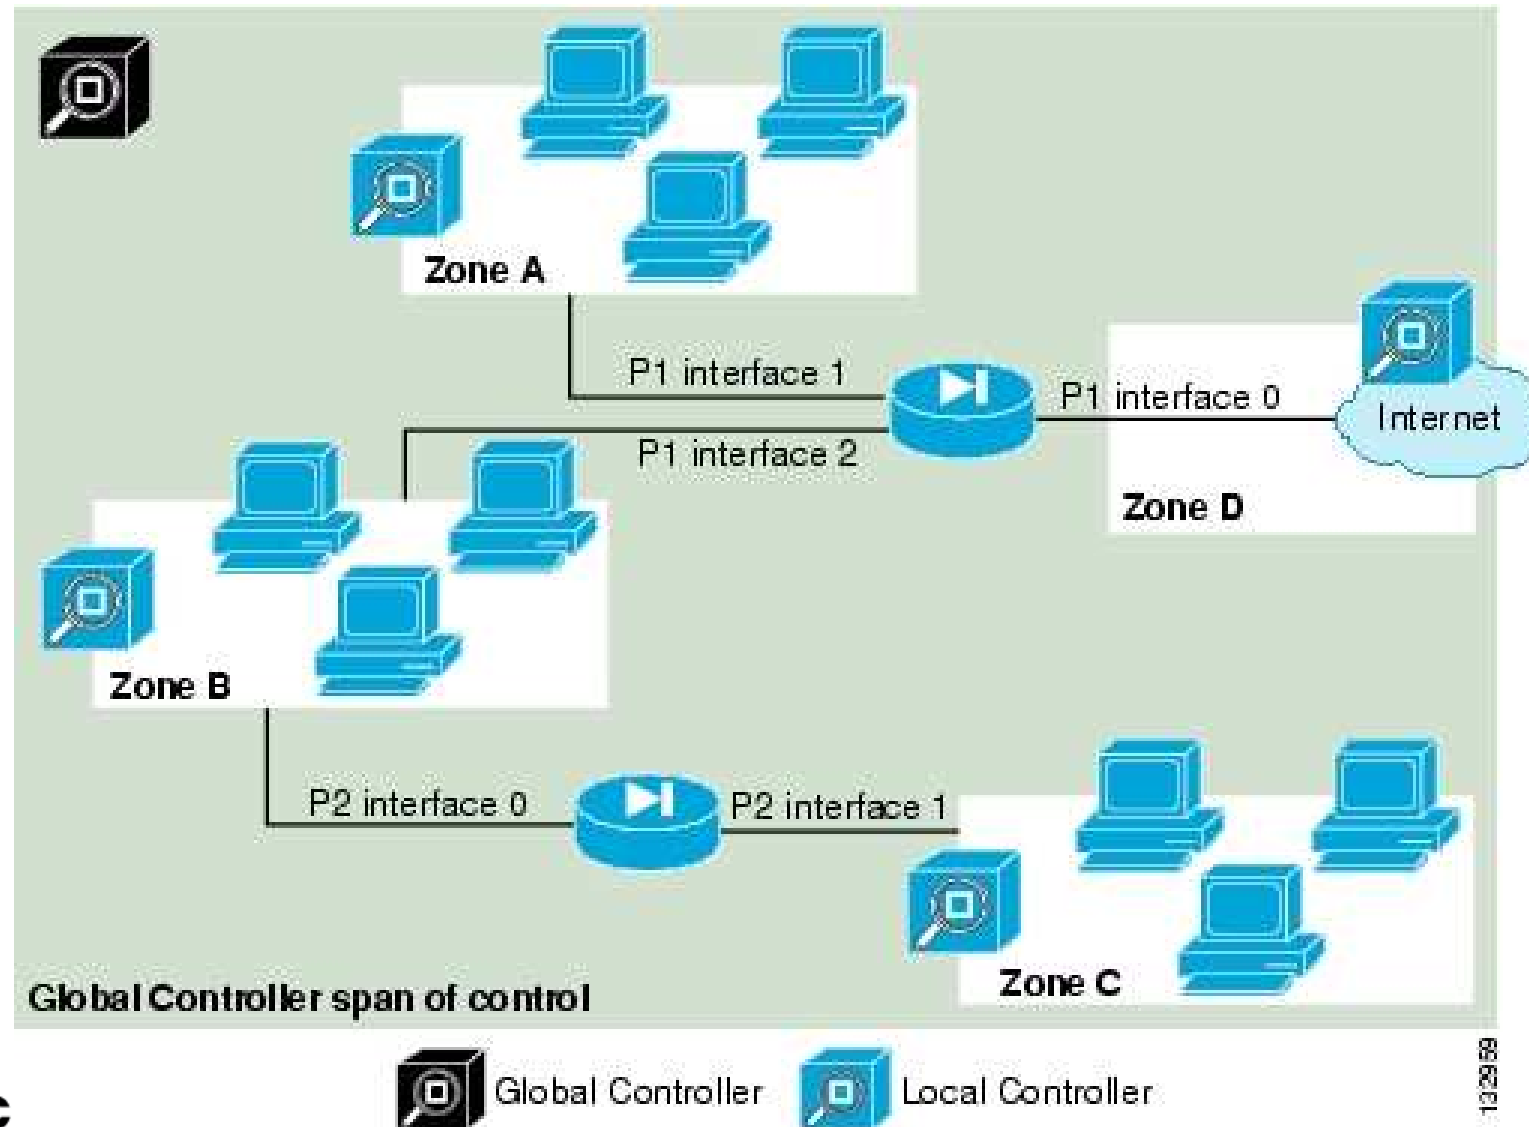 Zone A
P1 interface 1
P1 interface 0
Internet
P1 interface 2
Zone D
Zone B
P2 interface 0
P2 interface 1
Zone C
Global Controller span of control
Global Controller
Local Controller
132959